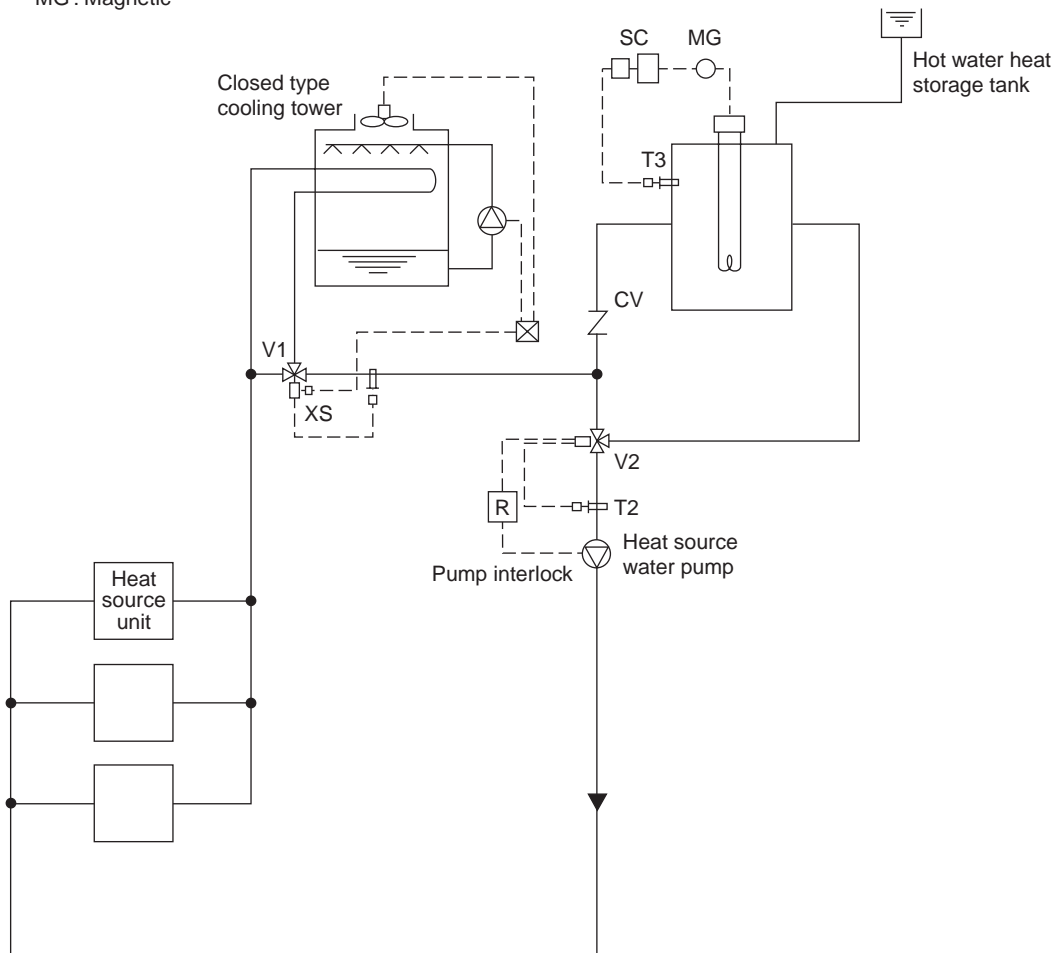 MG : Magnetic
SC
MG
Hot water heat
storage tank
Closed type
cooling tower
T3
CV
V1
XS
V2
R
T2
Pump interlock
Heat source
water pump
Heat
source
unit